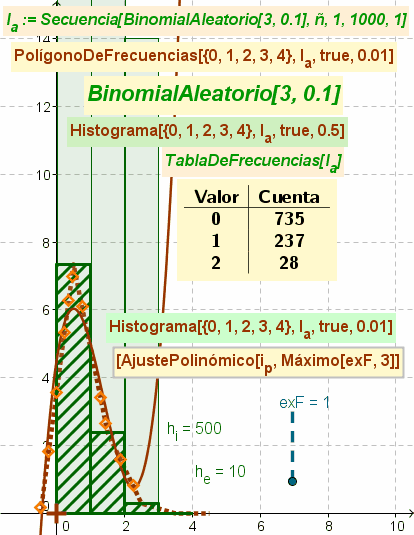 l_a := Secuencia[BinomialAleatorio[3, 0.1], ñ, 1, 1000, 1]
PolígonoDeFrecuencias[{0, 1, 2, 3, 4}, l_a, true, 0.01]
14
BinomialAleatorio[3, 0.1]
12
Histograma[{0, 1, 2, 3, 4}, l_a, true, 0.5]
TablaDeFrecuencias[l_a]
10
Valor Cuenta
0 735
1 237
2 28
8
6
Histograma[{0, 1, 2, 3, 4}, l_a, true, 0.01]
[AjustePolinómico[i_p, Máximo[exF, 3]]
4
exF = 1
h_i = 500
2
h_e = 10
0
0 2 4 6 8 10